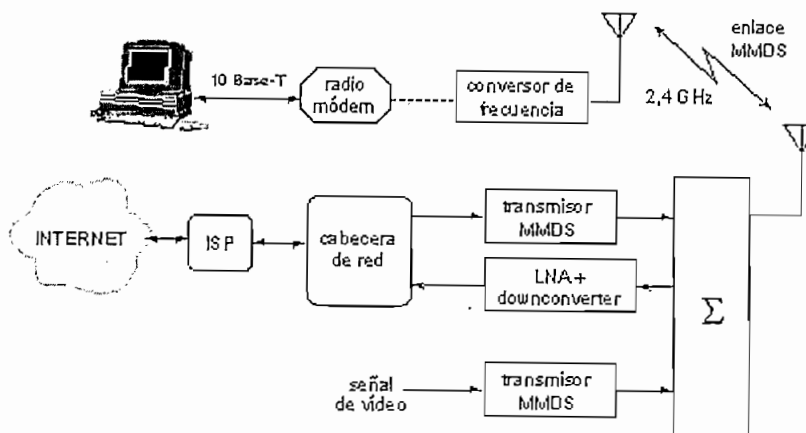 enlace
MMDS
10 Base-T
radio
módem
conversor de
frecuencia
2,4 GHz
INTERNET
ISP
cabecera
de red
transmisor
MMDS
LNA+
downconverter
Σ
señal
de vídeo
transmisor
MMDS